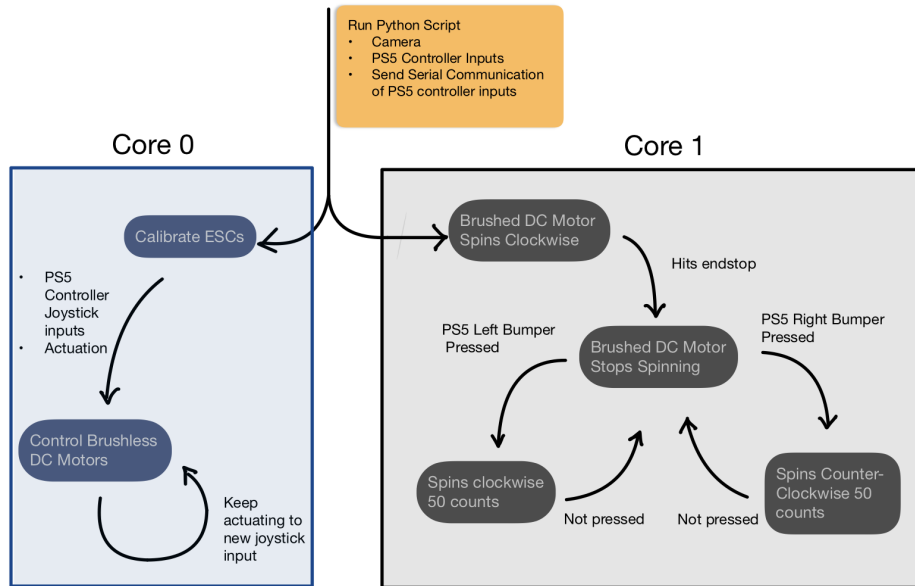 Run Python Script
• Camera
• PS5 Controller Inputs
• Send Serial Communication
of PS5 controller inputs
Core 0
Core 1
Calibrate ESCs
• PS5
Controller
Joystick
inputs
• Actuation
Control Brushless
DC Motors
Keep
actuating to
new joystick
input
Brushed DC Motor
Spins Clockwise
Hits endstop
PS5 Left Bumper
Pressed
Brushed DC Motor
Stops Spinning
PS5 Right Bumper
Pressed
Spins clockwise
50 counts
Not pressed
Not pressed
Spins Counter-
Clockwise 50
counts